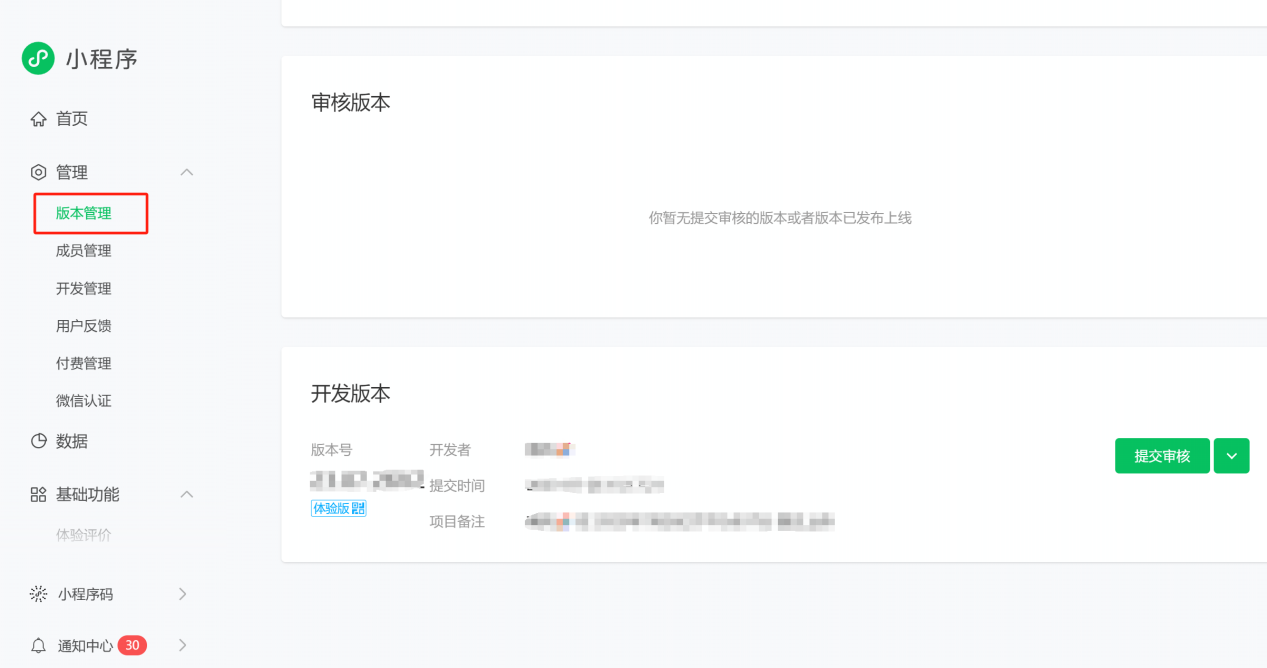 小程序
首页
管理
版本管理
成员管理
开发管理
用户反馈
付费管理
微信认证
数据
基础功能
体验评价
小程序码
通知中心 30
审核版本
你暂无提交审核的版本或者版本已发布上线
开发版本
版本号
体验版
开发者
提交时间
项目备注
提交审核